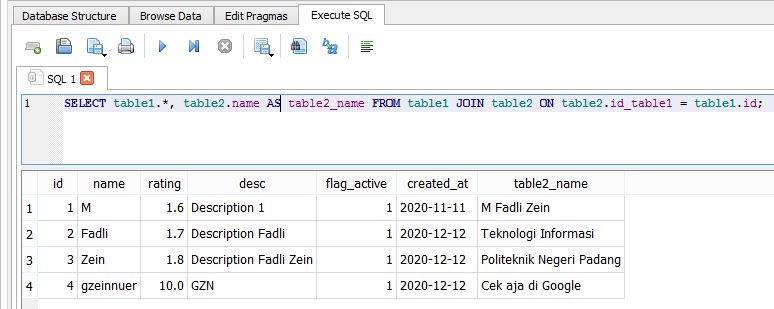 Database Structure Browse Data Edit Pragmas Execute SQL
SQL 1
1 SELECT table1.*, table2.name AS table2_name FROM table1 JOIN table2 ON table2.id_table1 = table1.id;
id name rating desc flag_active created_at table2_name
1 1 M 1.6 Description 1 1 2020-11-11 M Fadli Zein
2 2 Fadli 1.7 Description Fadli 1 2020-12-12 Teknologi Informasi
3 3 Zein 1.8 Description Fadli Zein 1 2020-12-12 Politeknik Negeri Padang
4 4 gzeinnuer 10.0 GZN 1 2020-12-12 Cek aja di Google